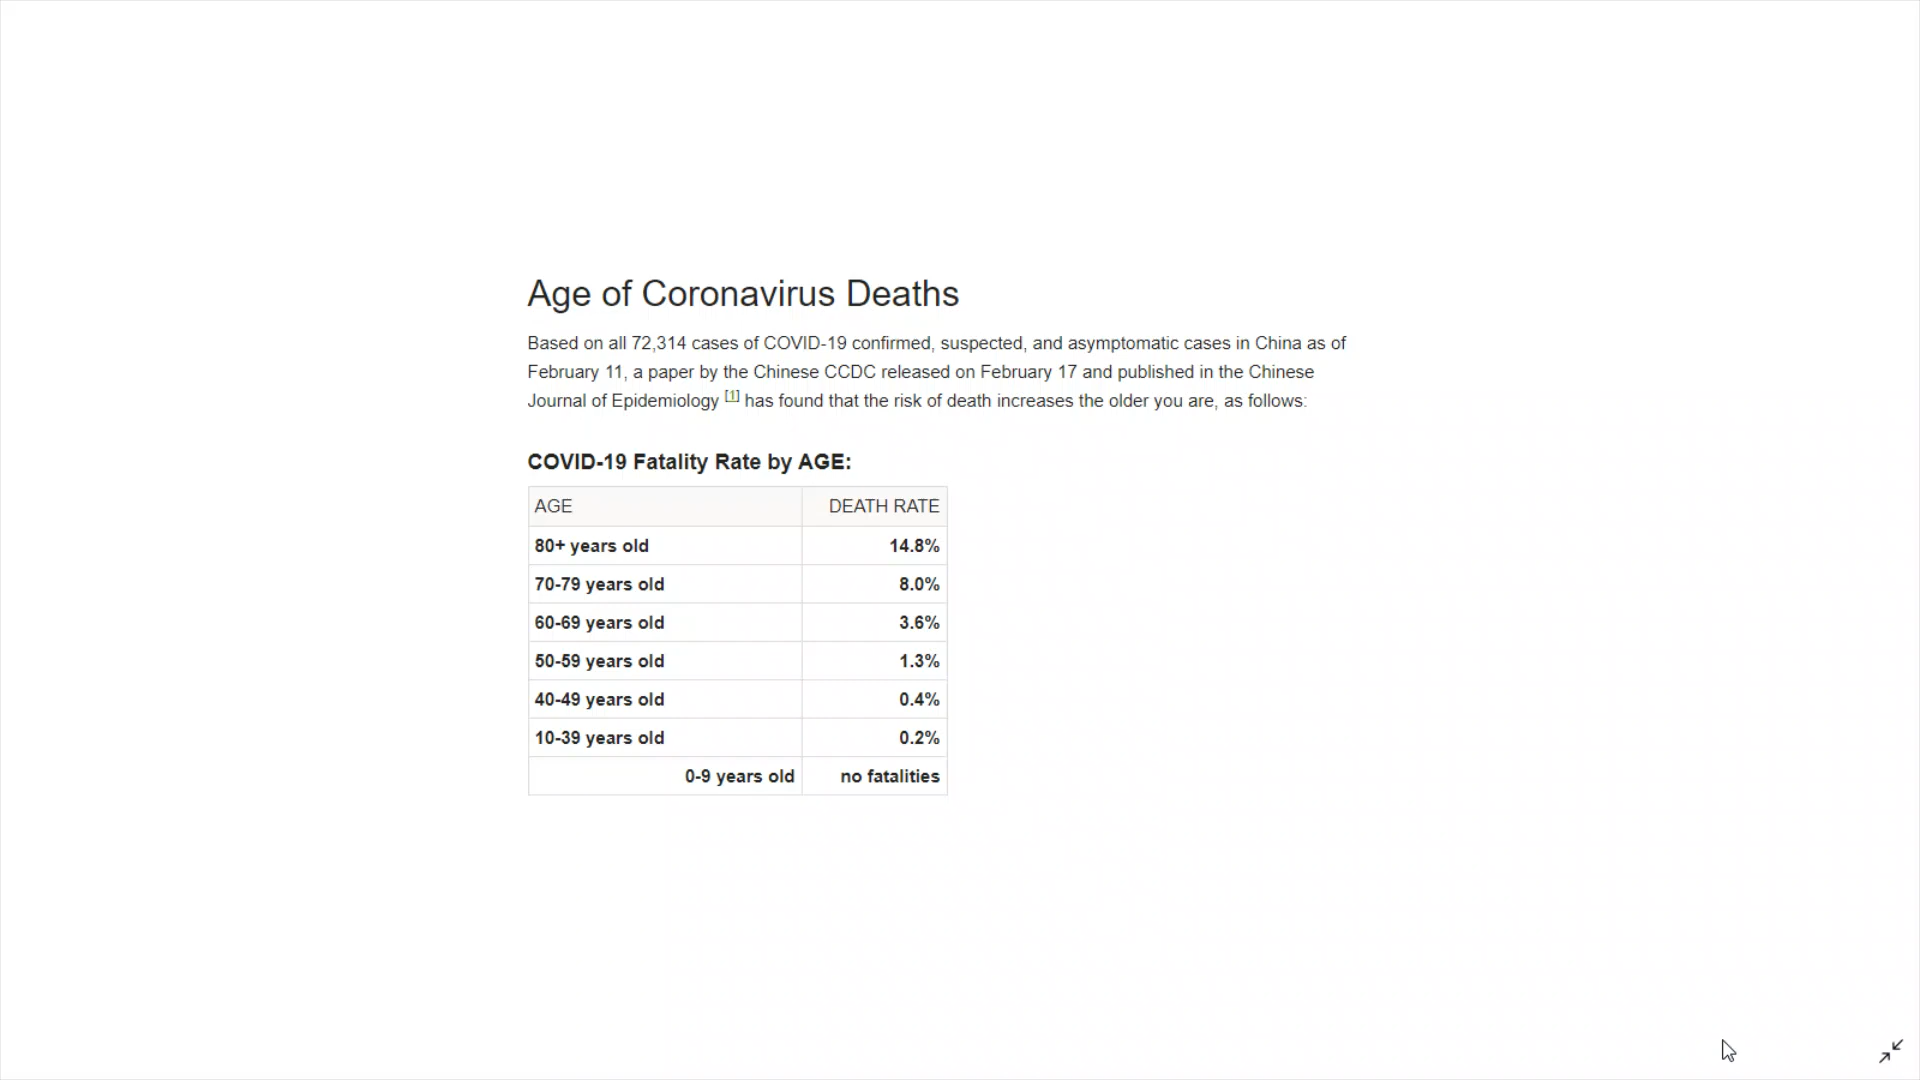 Age of Coronavirus Deaths
Based on all 72,314 cases of COVID-19 confirmed, suspected, and asymptomatic cases in China as of
February 11, a paper by the Chinese CCDC released on February 17 and published in the Chinese
Journal of Epidemiology [1] has found that the risk of death increases the older you are, as follows:
COVID-19 Fatality Rate by AGE:
AGE DEATH RATE
80+ years old 14.8%
70-79 years old 8.0%
60-69 years old 3.6%
50-59 years old 1.3%
40-49 years old 0.4%
10-39 years old 0.2%
0-9 years old no fatalities